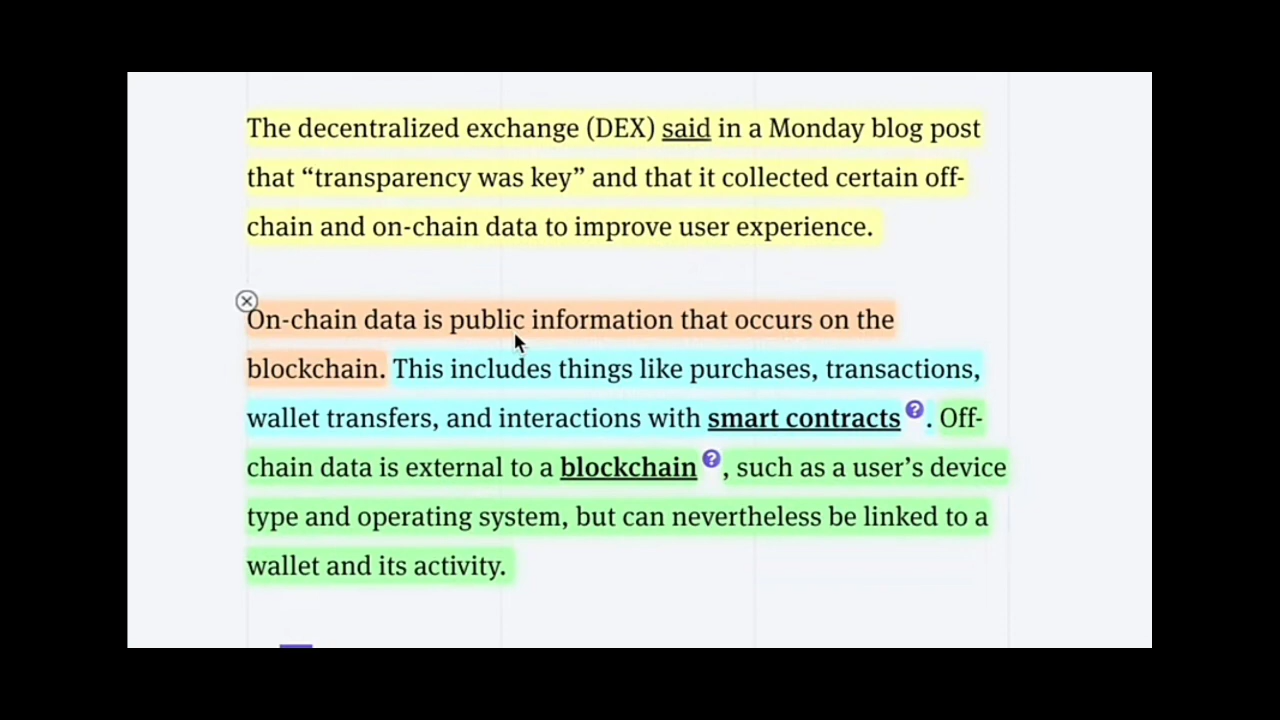 The decentralized exchange (DEX) said in a Monday blog post
that “transparency was key” and that it collected certain off-
chain and on-chain data to improve user experience.
On-chain data is public information that occurs on the
blockchain. This includes things like purchases, transactions,
wallet transfers, and interactions with smart contracts ? . Off-
chain data is external to a blockchain ? , such as a user’s device
type and operating system, but can nevertheless be linked to a
wallet and its activity.